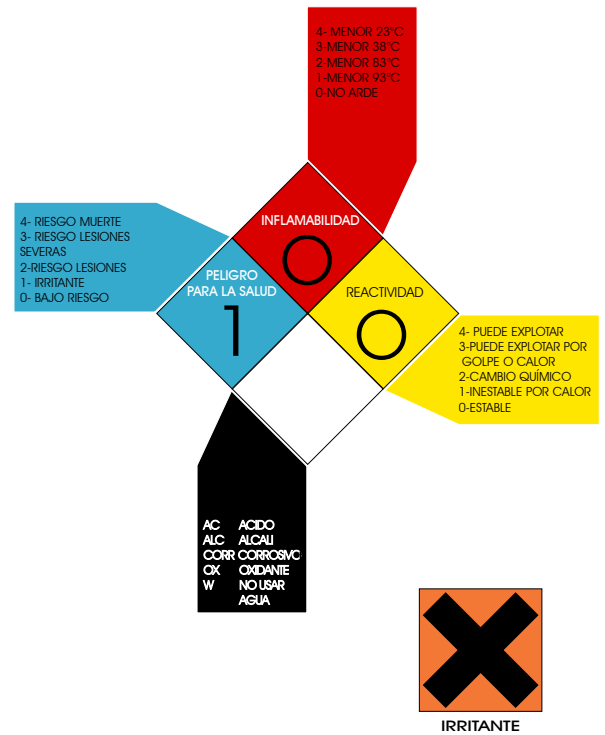 4- MENOR 23°C
3-MENOR 38°C
2-MENOR 83°C
1-MENOR 93°C
0-NO ARDE
4- RIESGO MUERTE
3- RIESGO LESIONES
SEVERAS
2-RIESGO LESIONES
1- IRRITANTE
0- BAJO RIESGO
INFLAMABILIDAD
0
PELIGRO
PARA LA SALUD
1
REACTIVIDAD
0
4- PUEDE EXPLOTAR
3-PUEDE EXPLOTAR POR
GOLPE O CALOR
2-CAMBIO QUÍMICO
1-INESTABLE POR CALOR
0-ESTABLE
AC ACIDO
ALC ALCALI
CORR CORROSIVO
OX OXIDANTE
W NO USAR
AGUA
IRRITANTE